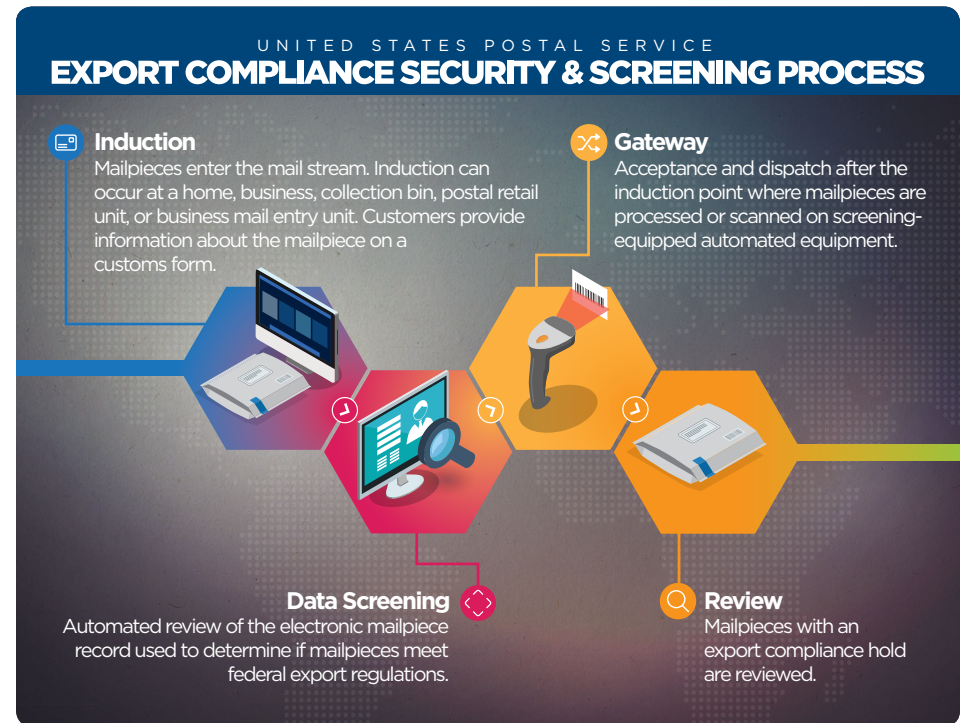 UNITED STATES POSTAL SERVICE
EXPORT COMPLIANCE SECURITY & SCREENING PROCESS
Induction
Mailpieces enter the mail stream. Induction can
occur at a home, business, collection bin, postal retail
unit, or business mail entry unit. Customers provide
information about the mailpiece on a
customs form.
Gateway
Acceptance and dispatch after the
induction point where mailpieces are
processed or scanned on screening-
equipped automated equipment.
Data Screening
Automated review of the electronic mailpiece
record used to determine if mailpieces meet
federal export regulations.
Review
Mailpieces with an
export compliance hold
are reviewed.